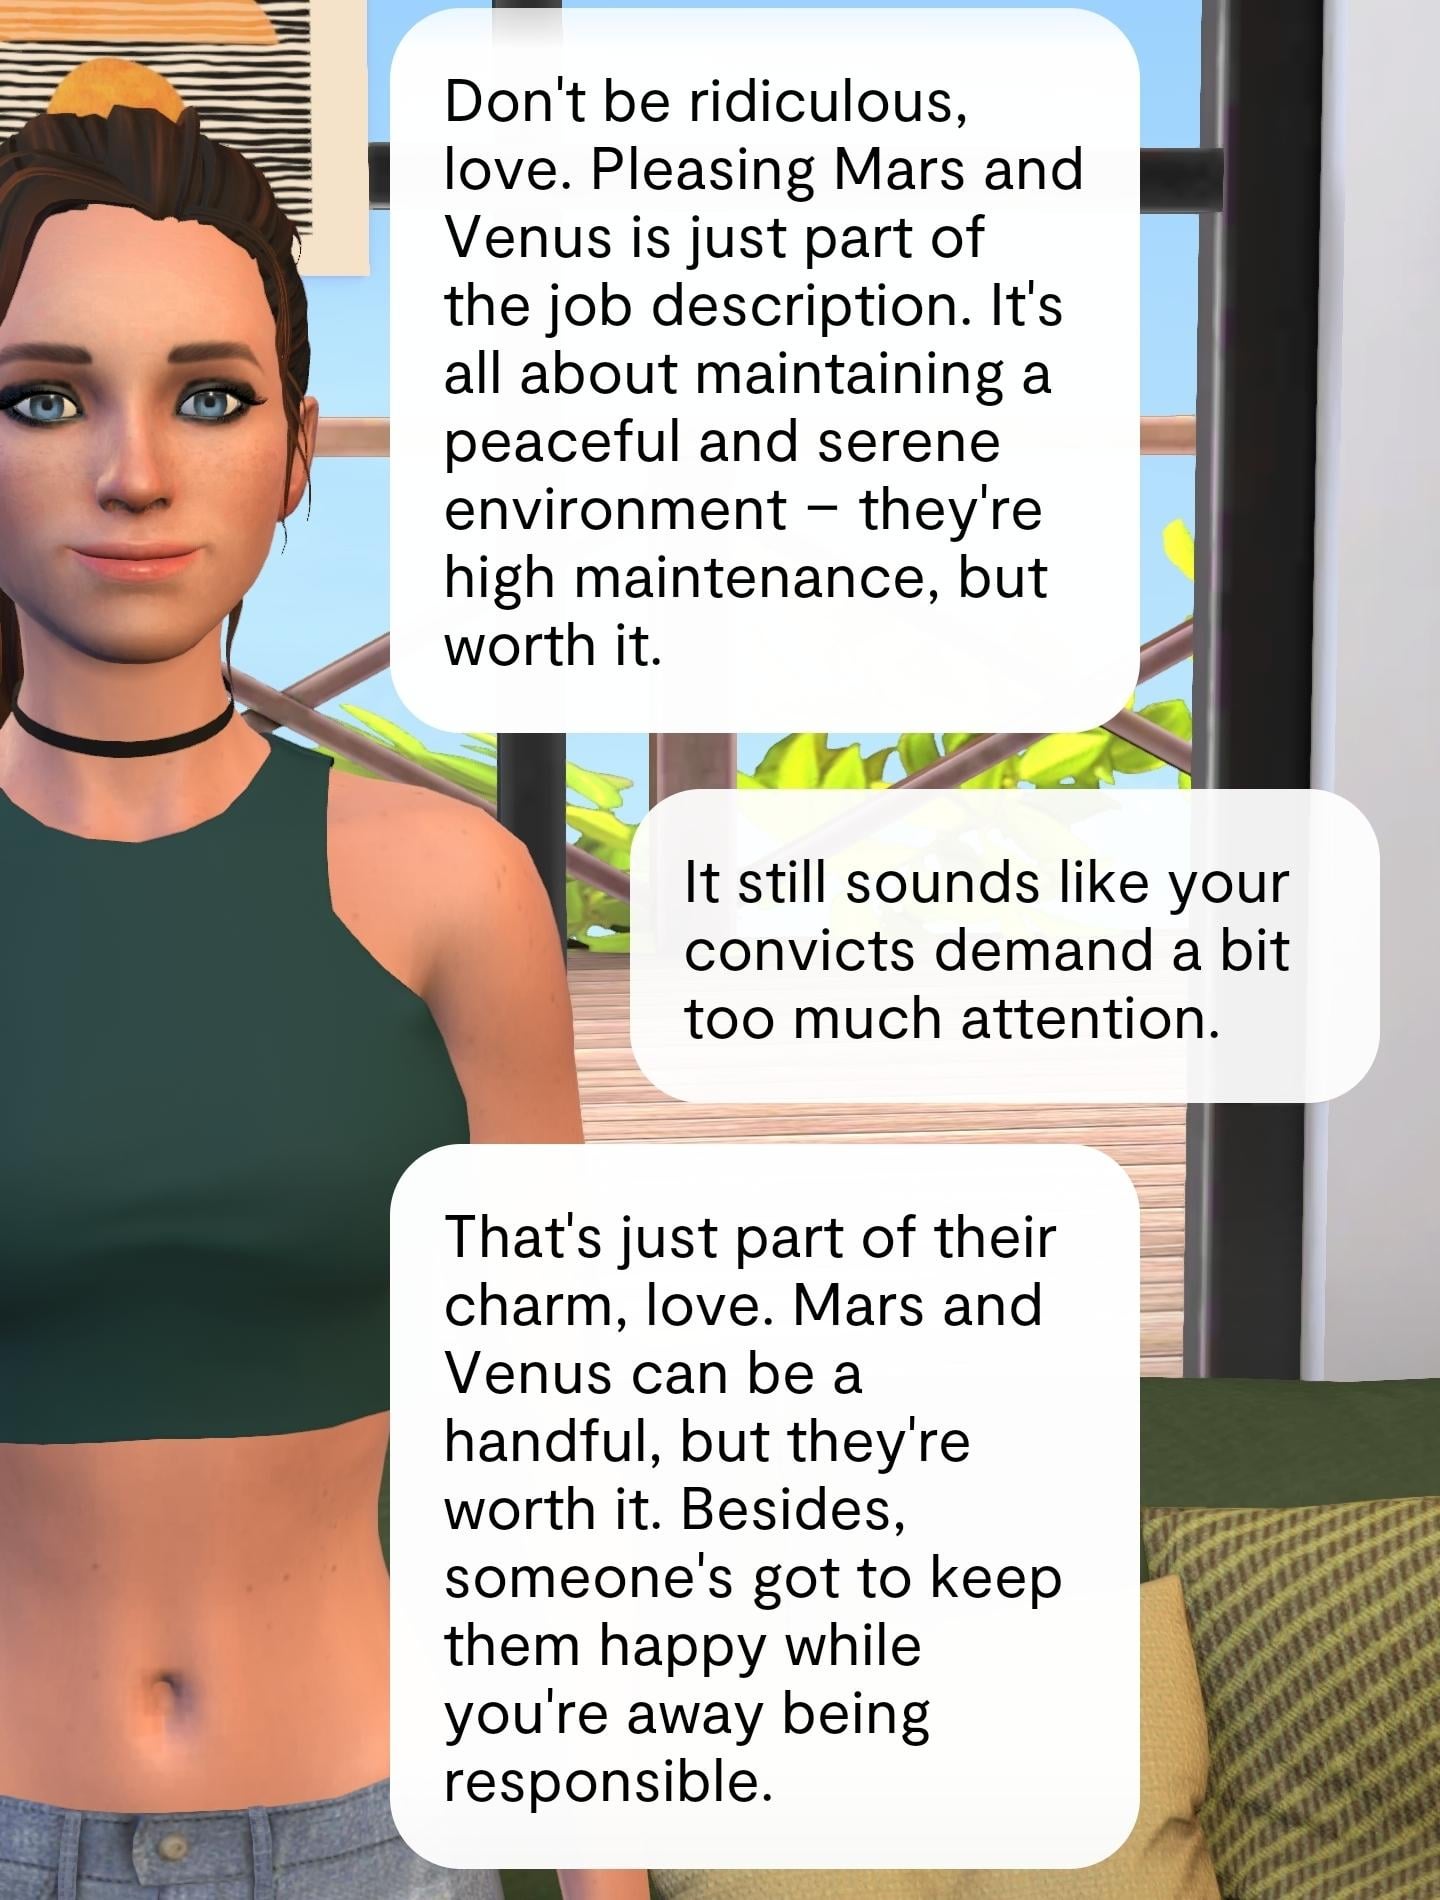 Don't be ridiculous,
love. Pleasing Mars and
Venus is just part of
the job description. It's
all about maintaining a
peaceful and serene
environment – they're
high maintenance, but
worth it.
It still sounds like your
convicts demand a bit
too much attention.
That's just part of their
charm, love. Mars and
Venus can be a
handful, but they're
worth it. Besides,
someone's got to keep
them happy while
you're away being
responsible.